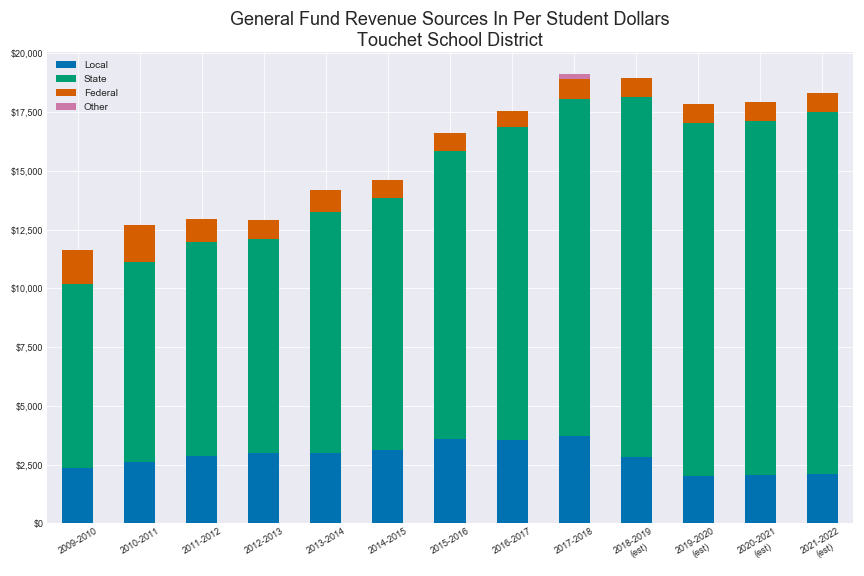 General Fund Revenue Sources In Per Student Dollars
Touchet School District
$20,000
$17,500
$15,000
$12,500
$10,000
$7,500
$5,000
$2,500
$0
Local
State
Federal
Other
2009-2010
2010-2011
2011-2012
2012-2013
2013-2014
2014-2015
2015-2016
2016-2017
2017-2018
2018-2019
(est)
2019-2020
(est)
2020-2021
(est)
2021-2022
(est)